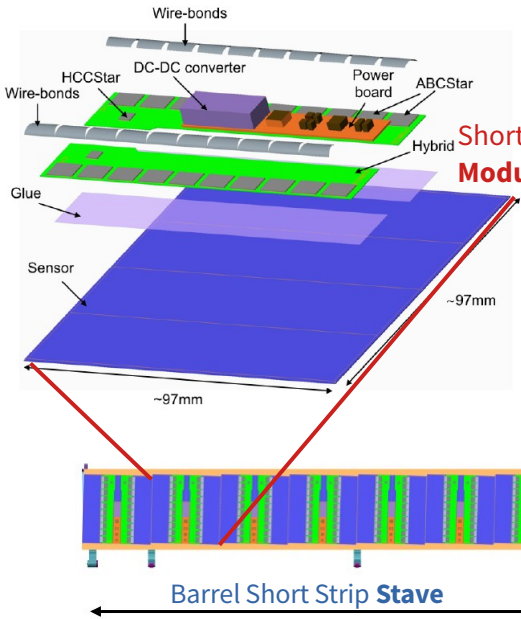 Wire-bonds
HCCStar
DC-DC converter
Power
board
ABCStar
Wire-bonds
Short
Modu
Hybrid
Glue
Sensor
~97mm
~97mm
Barrel Short Strip Stave